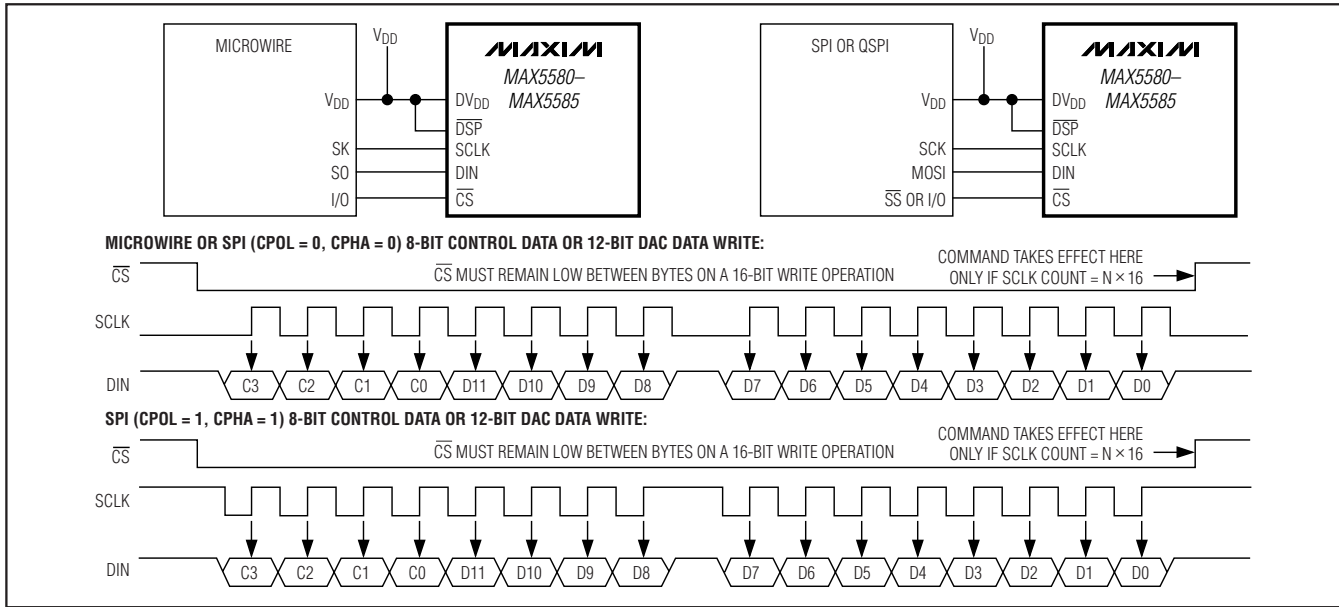 MICROWIRE
VDD
MAXIM
MAX5580–
MAX5585
VDD
DVDD
DSP
SK
SCLK
SO
DIN
I/O
CS
SPI OR QSPI
VDD
MAXIM
MAX5580–
MAX5585
VDD
DVDD
DSP
SCK
SCLK
MOSI
DIN
SS OR I/O
CS
MICROWIRE OR SPI (CPOL = 0, CPHA = 0) 8-BIT CONTROL DATA OR 12-BIT DAC DATA WRITE:
CS
CS MUST REMAIN LOW BETWEEN BYTES ON A 16-BIT WRITE OPERATION
COMMAND TAKES EFFECT HERE
ONLY IF SCLK COUNT = N × 16
SCLK
DIN
C3 C2 C1 C0 D11 D10 D9 D8 D7 D6 D5 D4 D3 D2 D1 D0
SPI (CPOL = 1, CPHA = 1) 8-BIT CONTROL DATA OR 12-BIT DAC DATA WRITE:
CS
CS MUST REMAIN LOW BETWEEN BYTES ON A 16-BIT WRITE OPERATION
COMMAND TAKES EFFECT HERE
ONLY IF SCLK COUNT = N × 16
SCLK
DIN
C3 C2 C1 C0 D11 D10 D9 D8 D7 D6 D5 D4 D3 D2 D1 D0